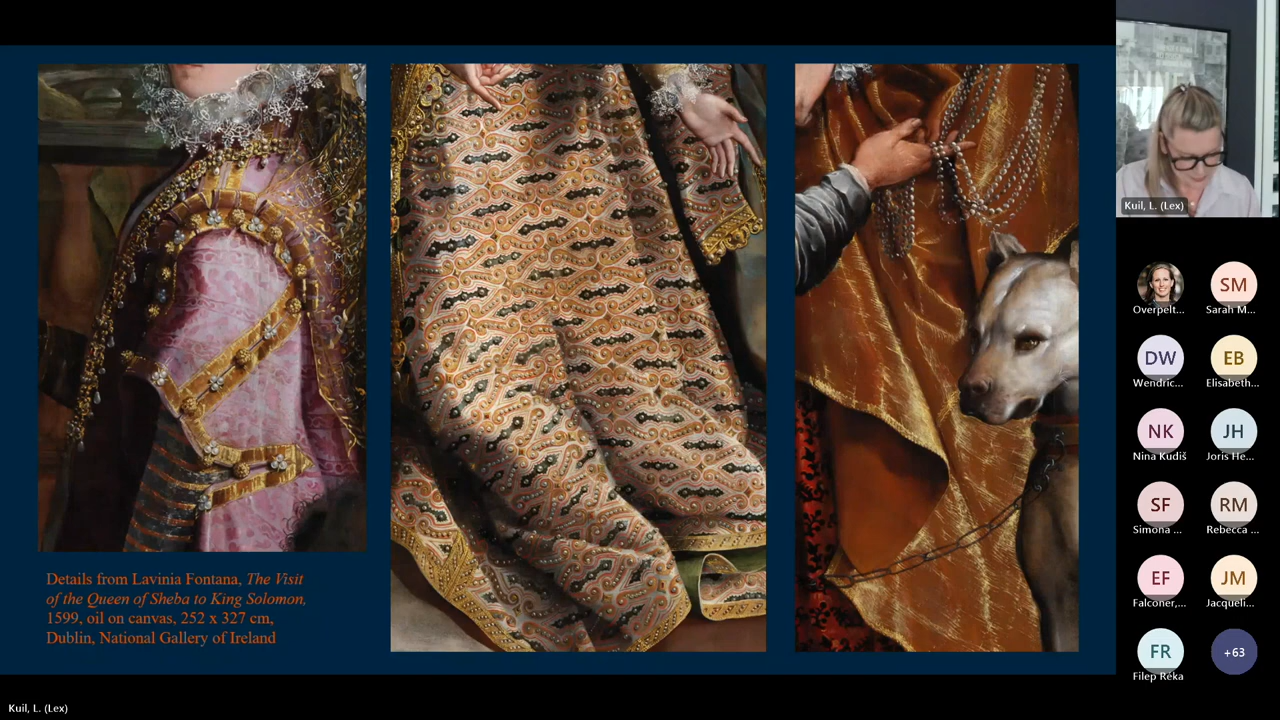 Details from Lavinia Fontana, The Visit
of the Queen of Sheba to King Solomon,
1599, oil on canvas, 252 x 327 cm,
Dublin, National Gallery of Ireland
Kuil, L. (Lex)
Overpelt...
SM
Sarah M...
DW
Wendric...
EB
Elisabeth...
NK
Nina Kudiš
JH
Joris He...
SF
Simona ...
RM
Rebecca ...
EF
Falconer,...
JM
Jacqueli...
FR
Filep Réka
+63
Kuil, L. (Lex)